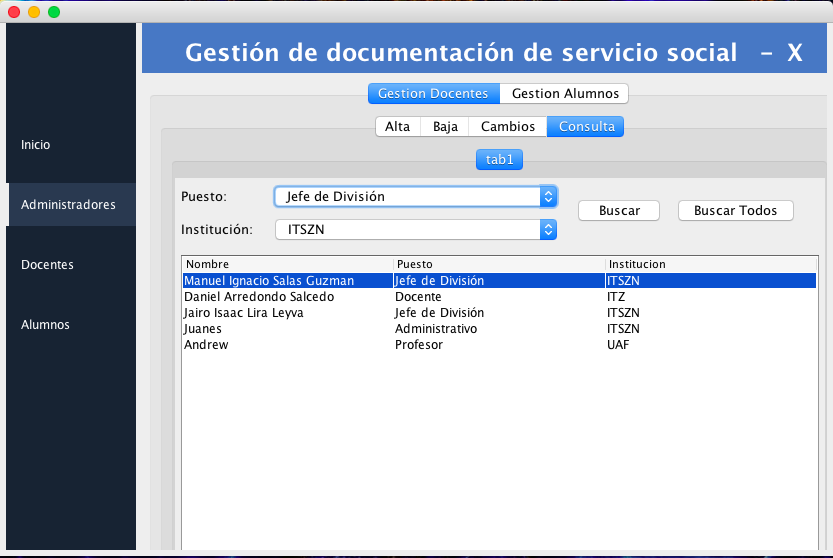 Gestión de documentación de servicio social - X
Gestion Docentes Gestion Alumnos
Alta Baja Cambios Consulta
tab1
Inicio
Administradores
Docentes
Alumnos
Puesto: Jefe de División
Institución: ITSZN
Buscar Buscar Todos
Nombre Puesto Institucion
Manuel Ignacio Salas Guzman Jefe de División ITSZN
Daniel Arredondo Salcedo Docente ITZ
Jairo Isaac Lira Leyva Jefe de División ITSZN
Juanes Administrativo ITSZN
Andrew Profesor UAF